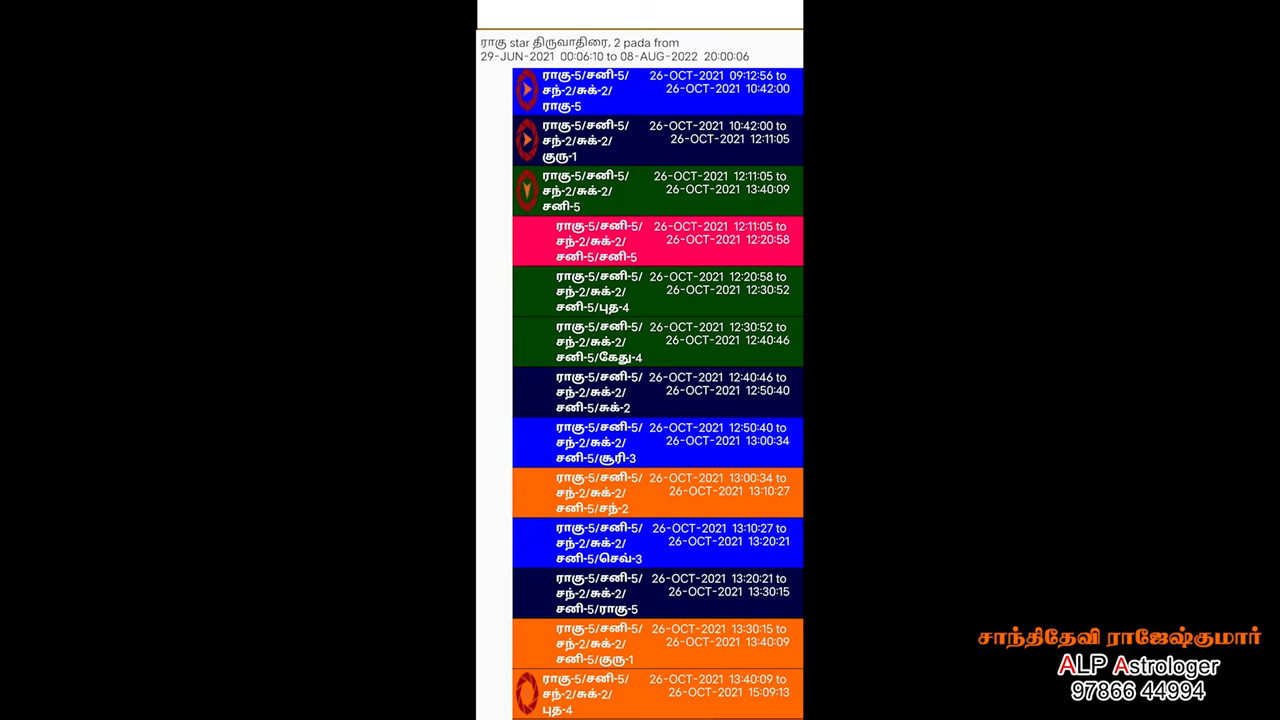 ராகு star திருவாதிரை, 2 pada from
29-JUN-2021 00:06:10 to 08-AUG-2022 20:00:06
ராகு-5/சனி-5/ 26-OCT-2021 09:12:56 to
சந்-2/சுக்-2/ 26-OCT-2021 10:42:00
ராகு-5
ராகு-5/சனி-5/ 26-OCT-2021 10:42:00 to
சந்-2/சுக்-2/ 26-OCT-2021 12:11:05
குரு-1
ராகு-5/சனி-5/ 26-OCT-2021 12:11:05 to
சந்-2/சுக்-2/ 26-OCT-2021 13:40:09
சனி-5
ராகு-5/சனி-5/ 26-OCT-2021 12:11:05 to
சந்-2/சுக்-2/ 26-OCT-2021 12:20:58
சனி-5/சனி-5
ராகு-5/சனி-5/ 26-OCT-2021 12:20:58 to
சந்-2/சுக்-2/ 26-OCT-2021 12:30:52
சனி-5/புத-4
ராகு-5/சனி-5/ 26-OCT-2021 12:30:52 to
சந்-2/சுக்-2/ 26-OCT-2021 12:40:46
சனி-5/கேது-4
ராகு-5/சனி-5/ 26-OCT-2021 12:40:46 to
சந்-2/சுக்-2/ 26-OCT-2021 12:50:40
சனி-5/சுக்-2
ராகு-5/சனி-5/ 26-OCT-2021 12:50:40 to
சந்-2/சுக்-2/ 26-OCT-2021 13:00:34
சனி-5/சூரி-3
ராகு-5/சனி-5/ 26-OCT-2021 13:00:34 to
சந்-2/சுக்-2/ 26-OCT-2021 13:10:27
சனி-5/சந்-2
ராகு-5/சனி-5/ 26-OCT-2021 13:10:27 to
சந்-2/சுக்-2/ 26-OCT-2021 13:20:21
சனி-5/செவ்-3
ராகு-5/சனி-5/ 26-OCT-2021 13:20:21 to
சந்-2/சுக்-2/ 26-OCT-2021 13:30:15
சனி-5/ராகு-5
ராகு-5/சனி-5/ 26-OCT-2021 13:30:15 to
சந்-2/சுக்-2/ 26-OCT-2021 13:40:09
சனி-5/குரு-1
ராகு-5/சனி-5/ 26-OCT-2021 13:40:09 to
சந்-2/சுக்-2/ 26-OCT-2021 15:09:13
புத-4
சாந்திதேவி ராஜேஷ்குமார்
ALP Astrologer
97866 44994